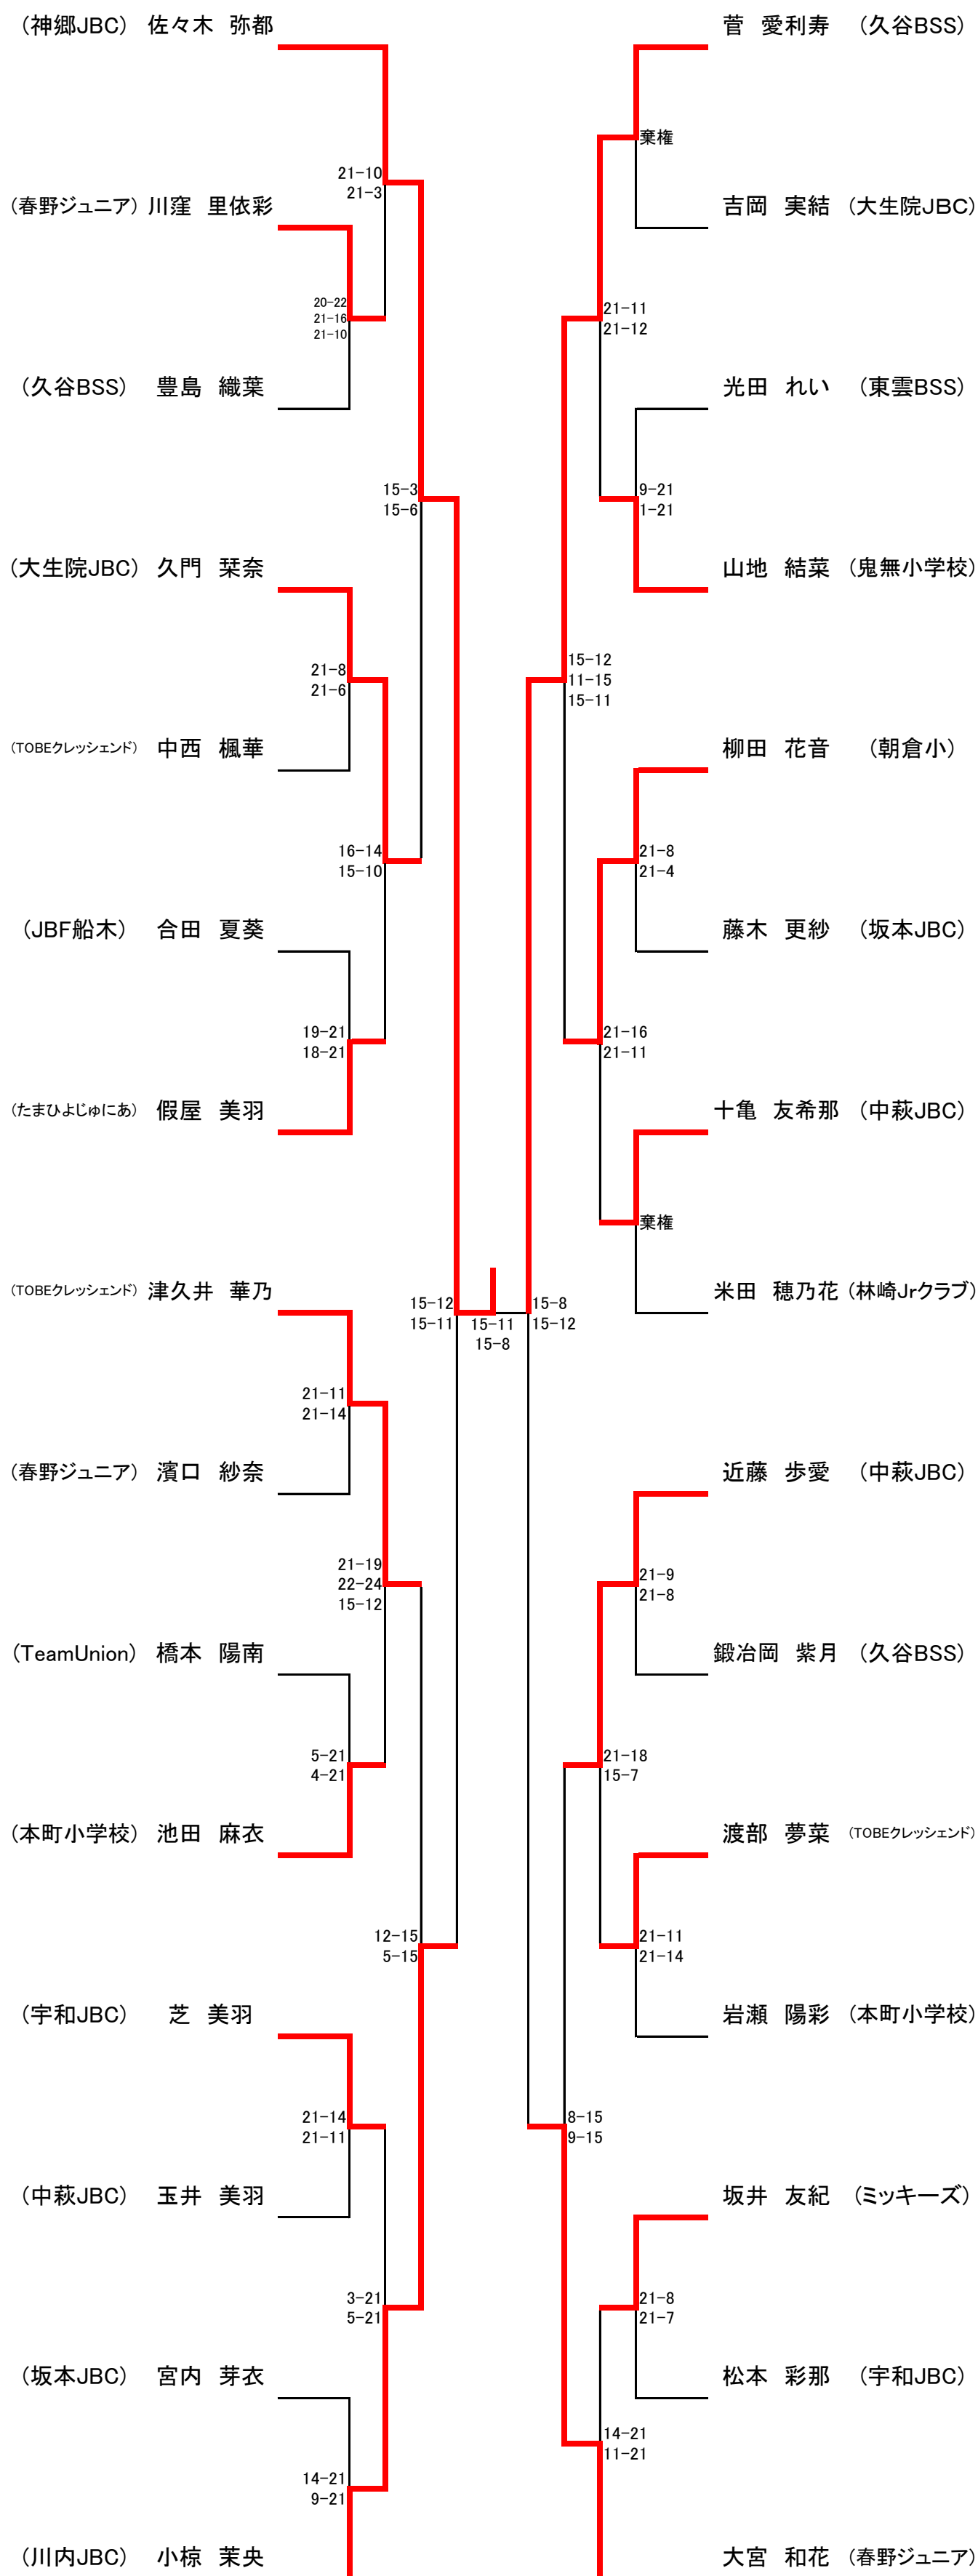 (神郷JBC) 佐々木 弥都
21-10
21-3
(春野ジュニア) 川窪 里依彩
20-22
21-16
21-10
(久谷BSS) 豊島 織葉
15-3
15-6
(大生院JBC) 久門 栞奈
21-8
21-6
(TOBEクレッシェンド) 中西 楓華
16-14
15-10
(JBF船木) 合田 夏葵
19-21
18-21
(たまひよじゅにあ) 假屋 美羽
(TOBEクレッシェンド) 津久井 華乃
15-12
15-11
21-11
21-14
(春野ジュニア) 濱口 紗奈
21-19
22-24
15-12
(TeamUnion) 橋本 陽南
5-21
4-21
(本町小学校) 池田 麻衣
12-15
5-15
(宇和JBC) 芝 美羽
21-14
21-11
(中萩JBC) 玉井 美羽
3-21
5-21
(坂本JBC) 宮内 芽衣
14-21
9-21
(川内JBC) 小椋 茉央
15-11
15-8
菅 愛利寿 (久谷BSS)
棄権
吉岡 実結 (大生院JBC)
21-11
21-12
光田 れい (東雲BSS)
9-21
1-21
山地 結菜 (鬼無小学校)
15-12
11-15
15-11
柳田 花音 (朝倉小)
21-8
21-4
藤木 更紗 (坂本JBC)
21-16
21-11
十亀 友希那 (中萩JBC)
棄権
米田 穂乃花 (林崎Jrクラブ)
15-8
15-12
近藤 歩愛 (中萩JBC)
21-9
21-8
鍛冶岡 紫月 (久谷BSS)
21-18
15-7
渡部 夢菜 (TOBEクレッシェンド)
21-11
21-14
岩瀬 陽彩 (本町小学校)
8-15
9-15
坂井 友紀 (ミッキーズ)
21-8
21-7
松本 彩那 (宇和JBC)
14-21
11-21
大宮 和花 (春野ジュニア)